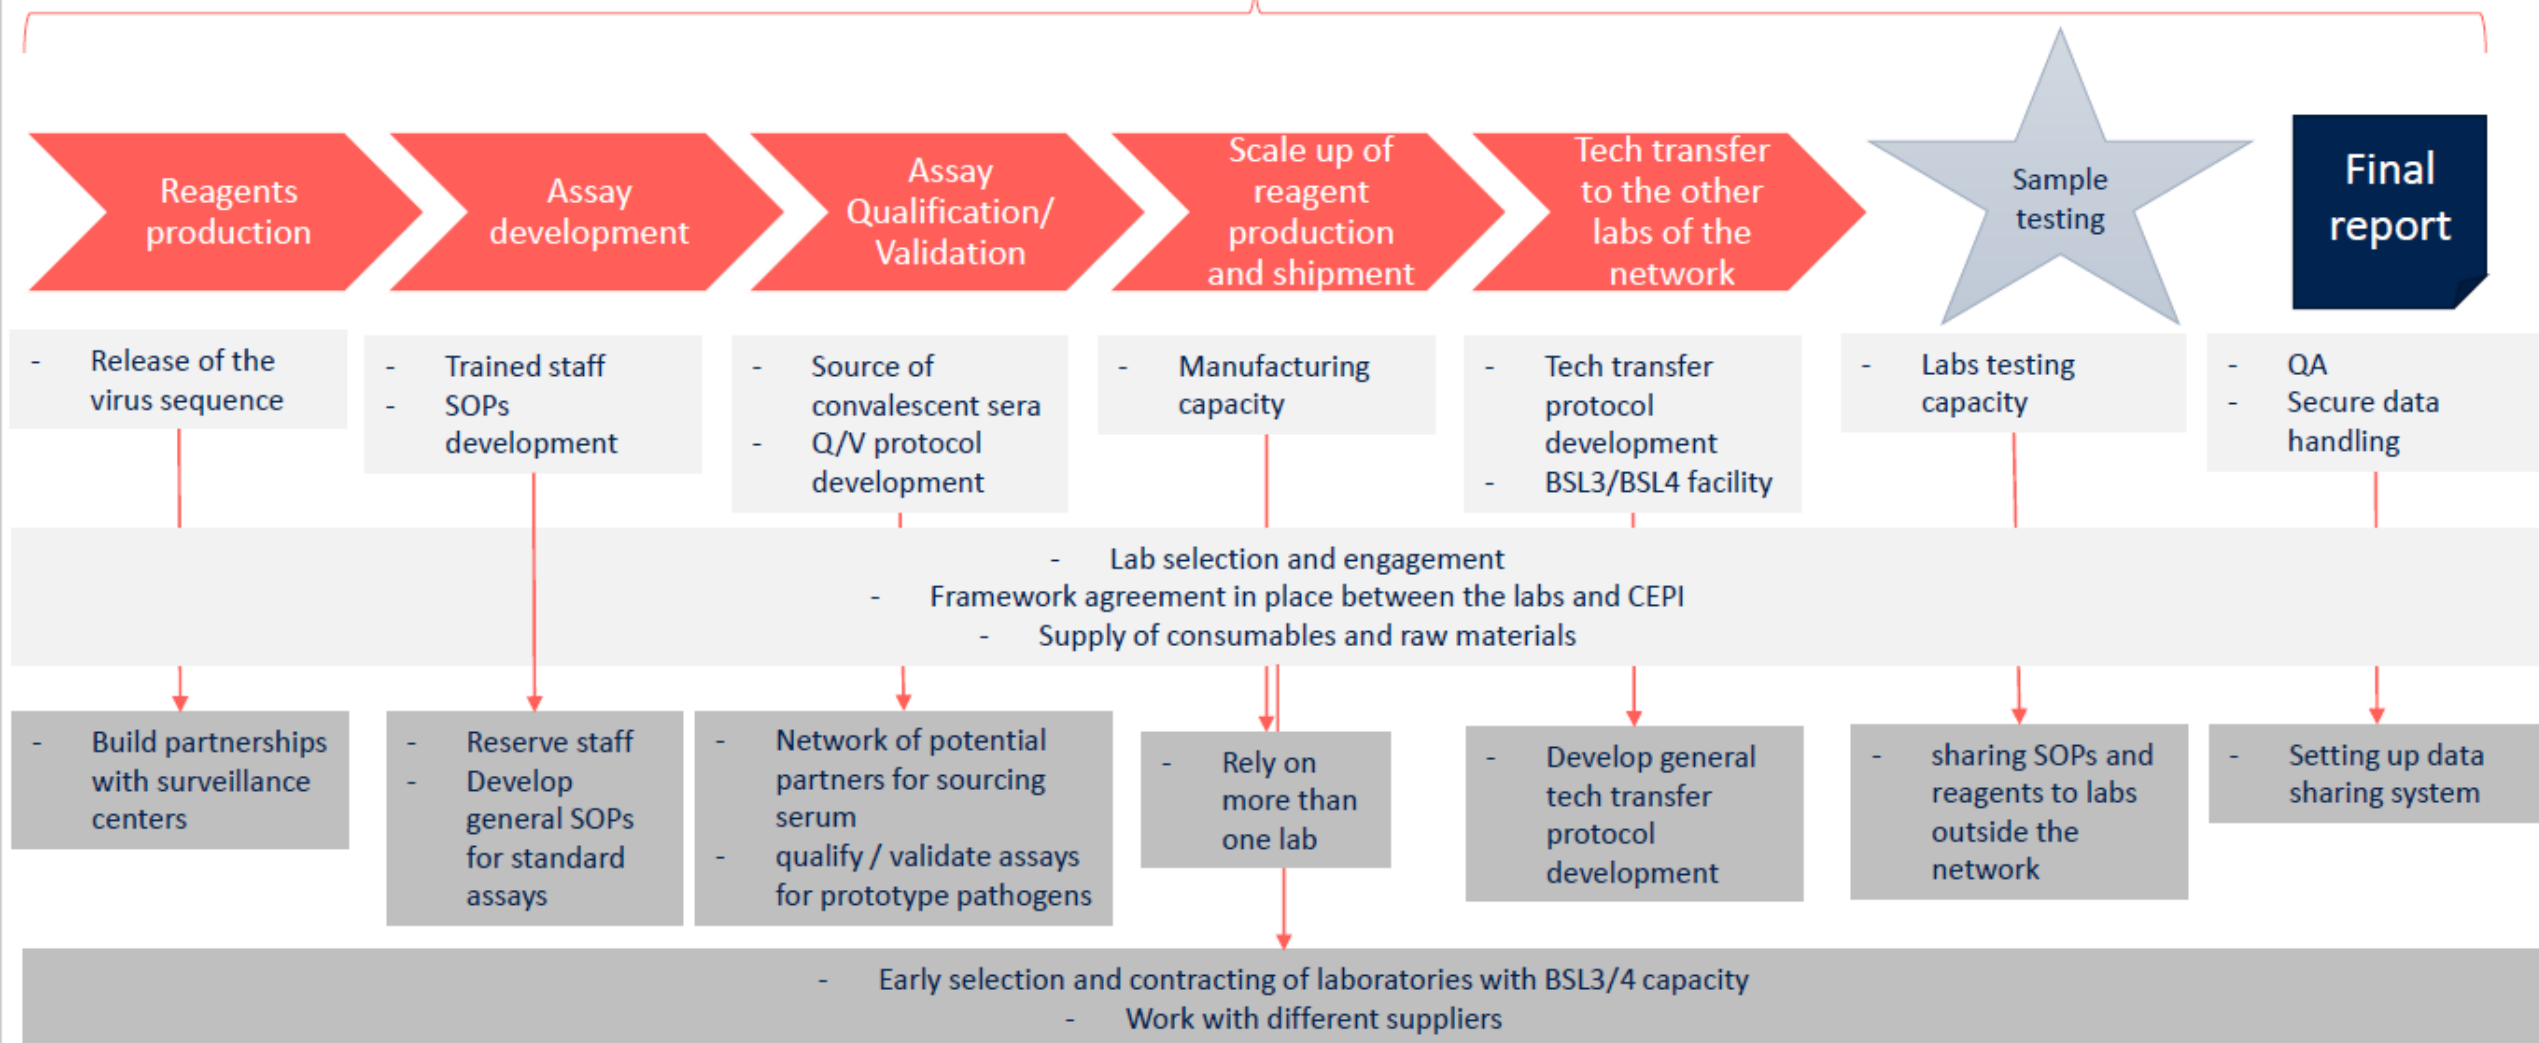 Reagents
production
Assay
development
Assay
Qualification/
Validation
Scale up of
reagent
production
and shipment
Tech transfer
to the other
labs of the
network
Sample
testing
Final
report
- Release of the
virus sequence
- Trained staff
- SOPs
development
- Source of
convalescent sera
- Q/V protocol
development
- Manufacturing
capacity
- Tech transfer
protocol
development
- BSL3/BSL4 facility
- Labs testing
capacity
- QA
- Secure data
handling
- Lab selection and engagement
- Framework agreement in place between the labs and CEPI
- Supply of consumables and raw materials
- Build partnerships
with surveillance
centers
- Reserve staff
- Develop
general SOPs
for standard
assays
- Network of potential
partners for sourcing
serum
- qualify / validate assays
for prototype pathogens
- Rely on
more than
one lab
- Develop general
tech transfer
protocol
development
- sharing SOPs and
reagents to labs
outside the
network
- Setting up data
sharing system
- Early selection and contracting of laboratories with BSL3/4 capacity
- Work with different suppliers